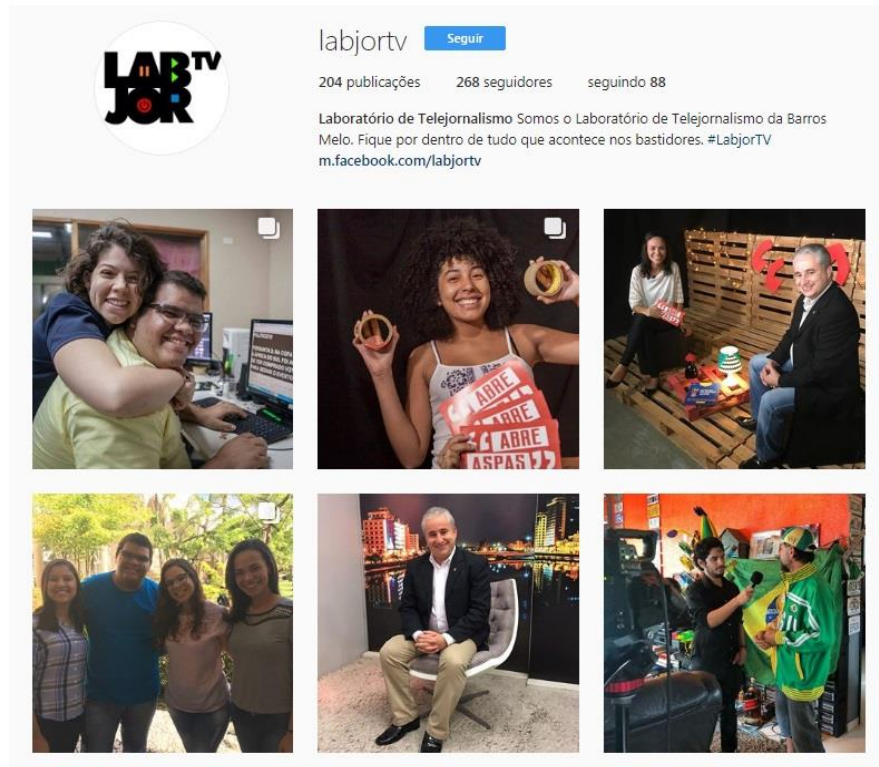 LAB TV
JOR
labjortv Seguir
204 publicações 268 seguidores seguindo 88
Laboratório de Telejornalismo Somos o Laboratório de Telejornalismo da Barros
Melo. Fique por dentro de tudo que acontece nos bastidores. #LabjorTV
m.facebook.com/labjortv
ABRE
ABRE
ABRE
ASPAS